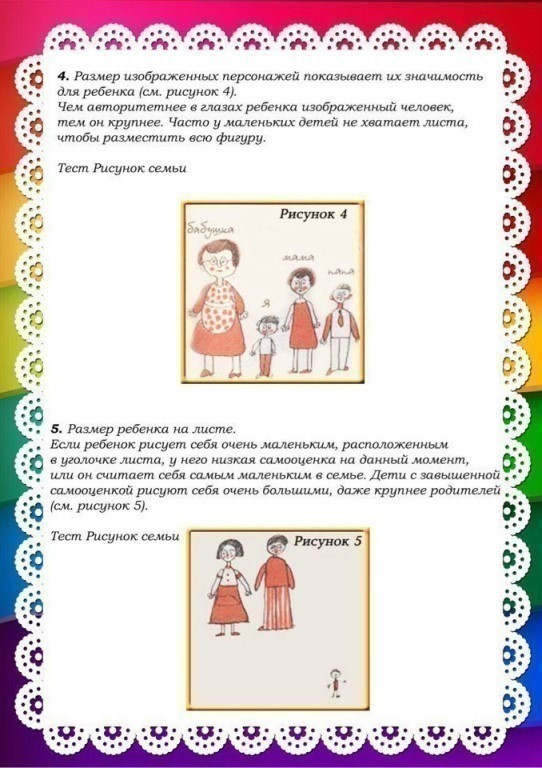 4. Размер изображенных персонажей показывает их значимость
для ребенка (см. рисунок 4).
Чем авторитетнее в глазах ребенка изображенный человек,
тем он крупнее. Часто у маленьких детей не хватает листа,
чтобы разместить всю фигуру.
Тест Рисунок семьи
Рисунок 4
бабушка
мама
папа
я
5. Размер ребенка на листе.
Если ребенок рисует себя очень маленьким, расположенным
в уголочке листа, у него низкая самооценка на данный момент,
или он считает себя самым маленьким в семье. Дети с завышенной
самооценкой рисуют себя очень большими, даже крупнее родителей
(см. рисунок 5).
Тест Рисунок семьи
Рисунок 5